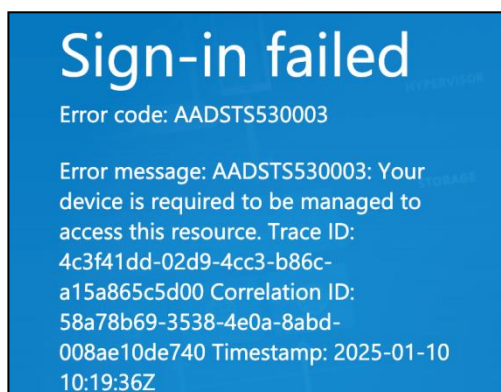 Sign-in failed
HYPERVISOR
Error code: AADSTS530003
Error message: AADSTS530003: Your
STORAGE
device is required to be managed to
access this resource. Trace ID:
4c3f41dd-02d9-4cc3-b86c-
a15a865c5d00 Correlation ID:
58a78b69-3538-4e0a-8abd-
008ae10de740 Timestamp: 2025-01-10
10:19:36Z